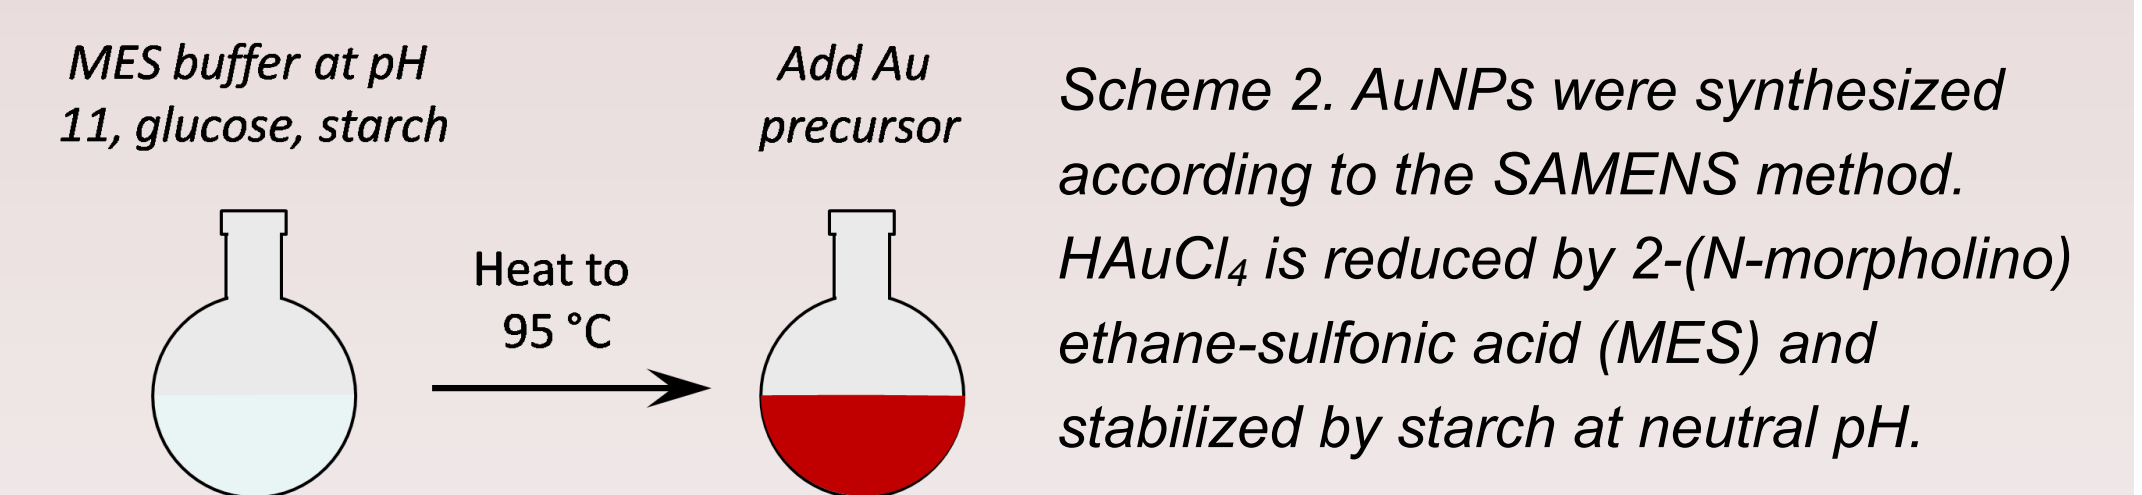 MES buffer at pH
11, glucose, starch
Heat to
95 °C
Add Au
precursor
Scheme 2. AuNPs were synthesized
according to the SAMENS method.
HAuCl₄ is reduced by 2-(N-morpholino)
ethane-sulfonic acid (MES) and
stabilized by starch at neutral pH.